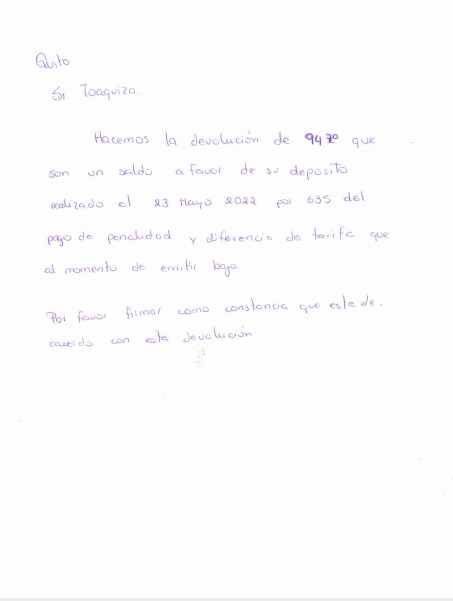 Quito
Sr Toaquiza.
Hacemos la devolución de 94 70 que
son un saldo a favor de su deposito
realizado el 23 Mayo 2022 por 635 del
pago de penalidad y diferencia de tarifa que
al momento de emitir bajo.
Por favor firmar como constancia que este de.
acuerdo con esta devolución